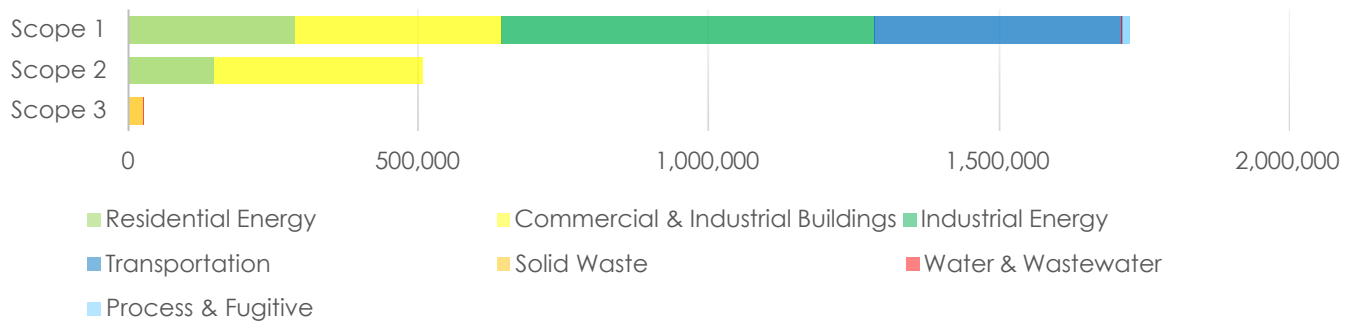 Scope 1
Scope 2
Scope 3
0 500,000 1,000,000 1,500,000 2,000,000
Residential Energy Commercial & Industrial Buildings Industrial Energy
Transportation Solid Waste Water & Wastewater
Process & Fugitive